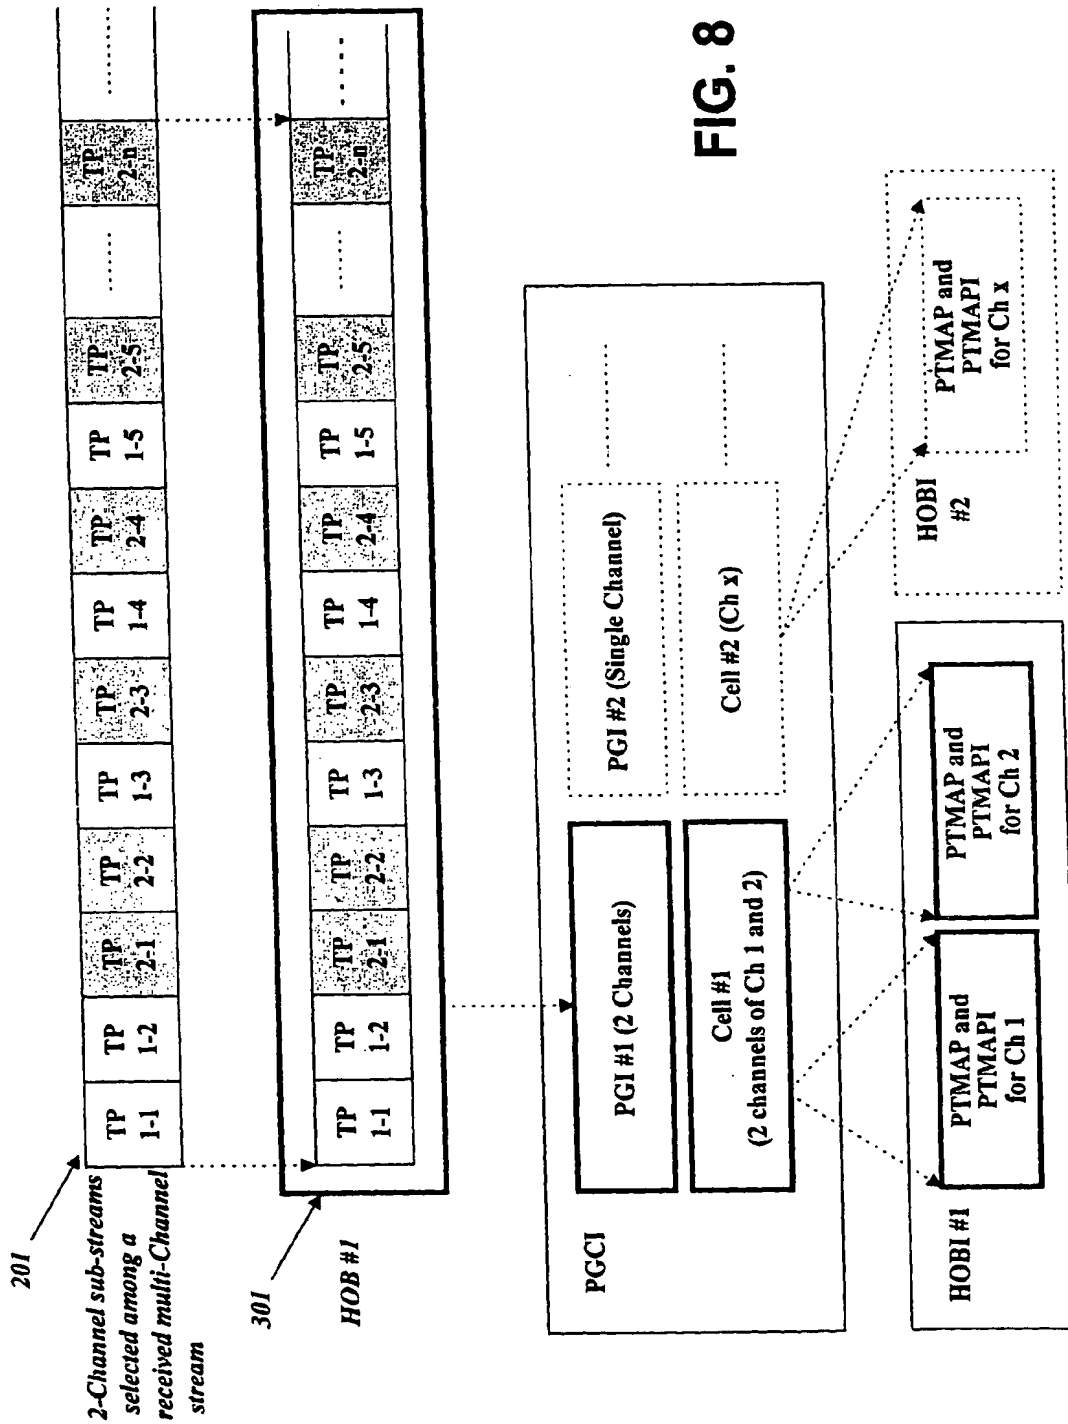 201
2-Channel sub-streams
selected among a
received multi-Channel
stream
TP
1-1
TP
1-2
TP
2-1
TP
2-2
TP
1-3
TP
2-3
TP
1-4
TP
2-4
TP
1-5
TP
2-5
........
TP
2-n
..........
301
HOB #1
TP
1-1
TP
1-2
TP
2-1
TP
2-2
TP
1-3
TP
2-3
TP
1-4
TP
2-4
TP
1-5
TP
2-5
........
TP
2-n
......
PGCI
PGI #1 (2 Channels)
PGI #2 (Single Channel)
............
Cell #1
(2 channels of Ch 1 and 2)
Cell #2 (Ch x)
............
HOBI #1
PTMAP and
PTMAPI
for Ch 1
PTMAP and
PTMAPI
for Ch 2
HOBI
#2
PTMAP and
PTMAPI
for Ch x
FIG. 8